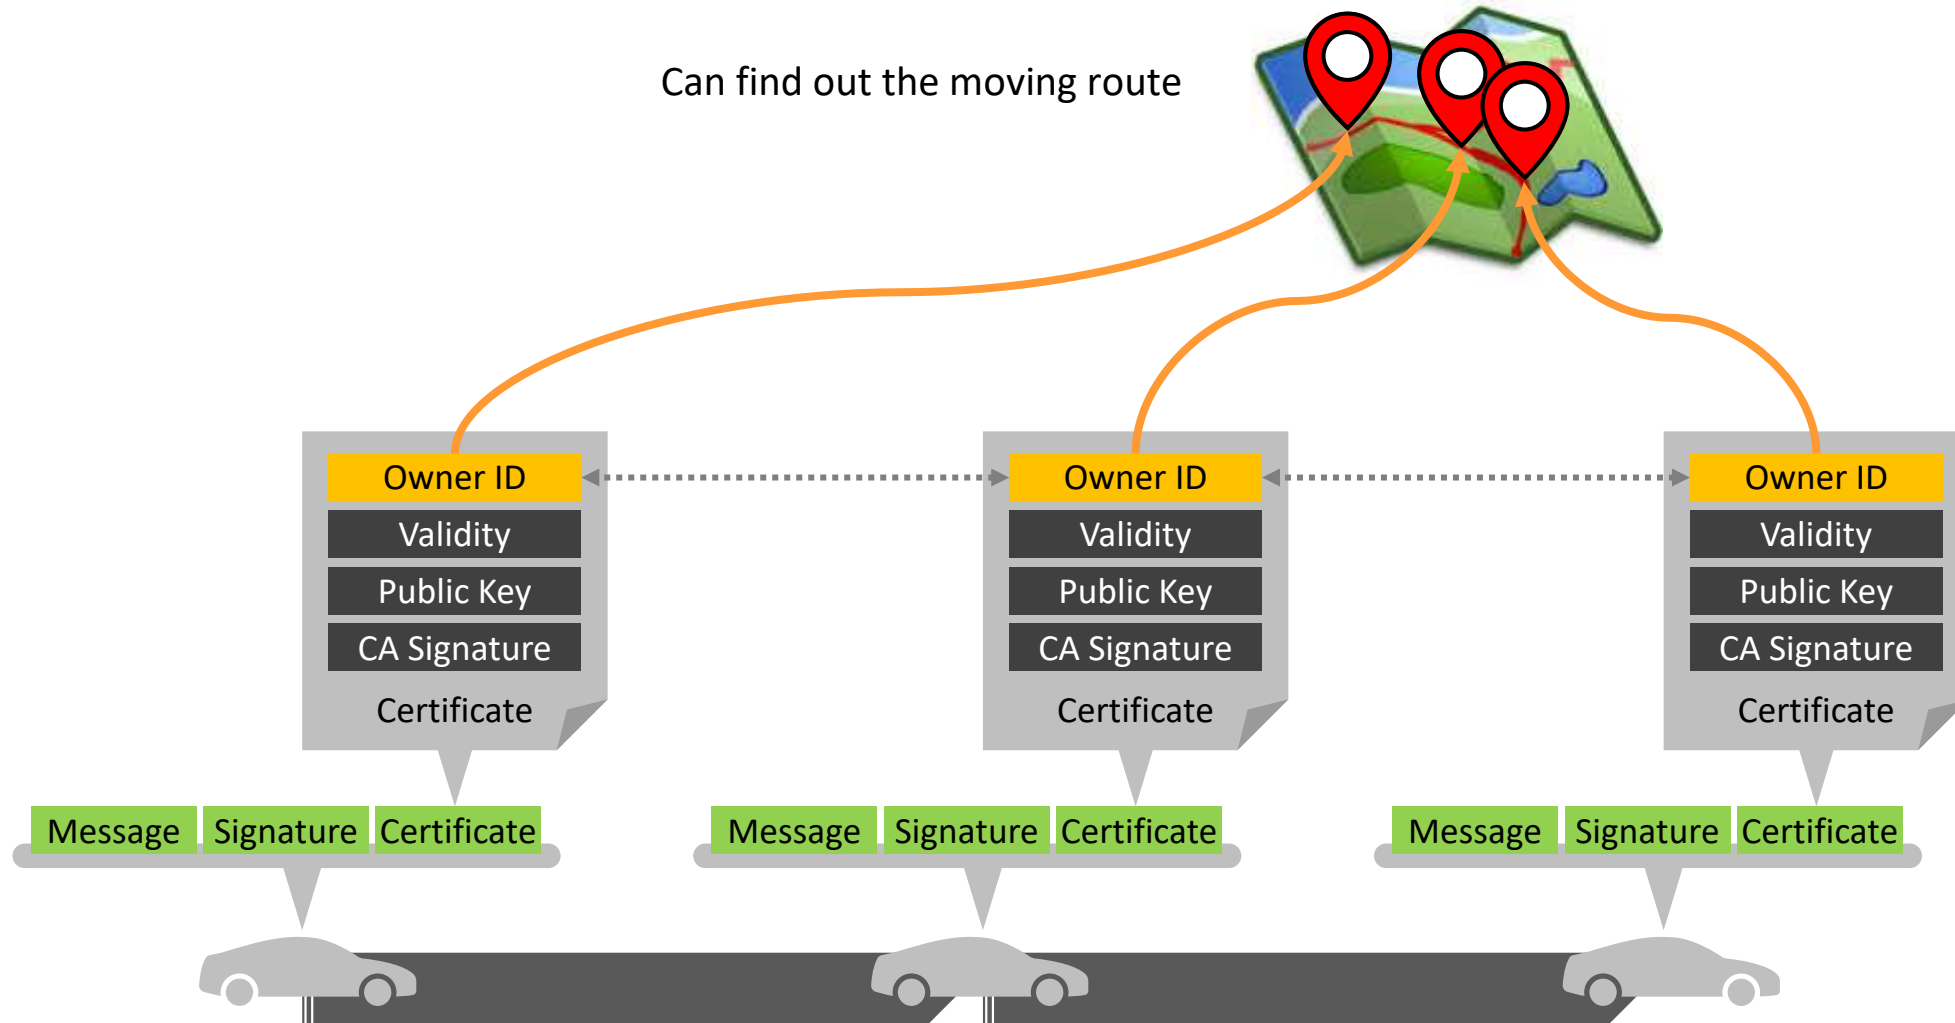 Can find out the moving route
Owner ID
Validity
Public Key
CA Signature
Certificate
Owner ID
Validity
Public Key
CA Signature
Certificate
Owner ID
Validity
Public Key
CA Signature
Certificate
Message Signature Certificate
Message Signature Certificate
Message Signature Certificate